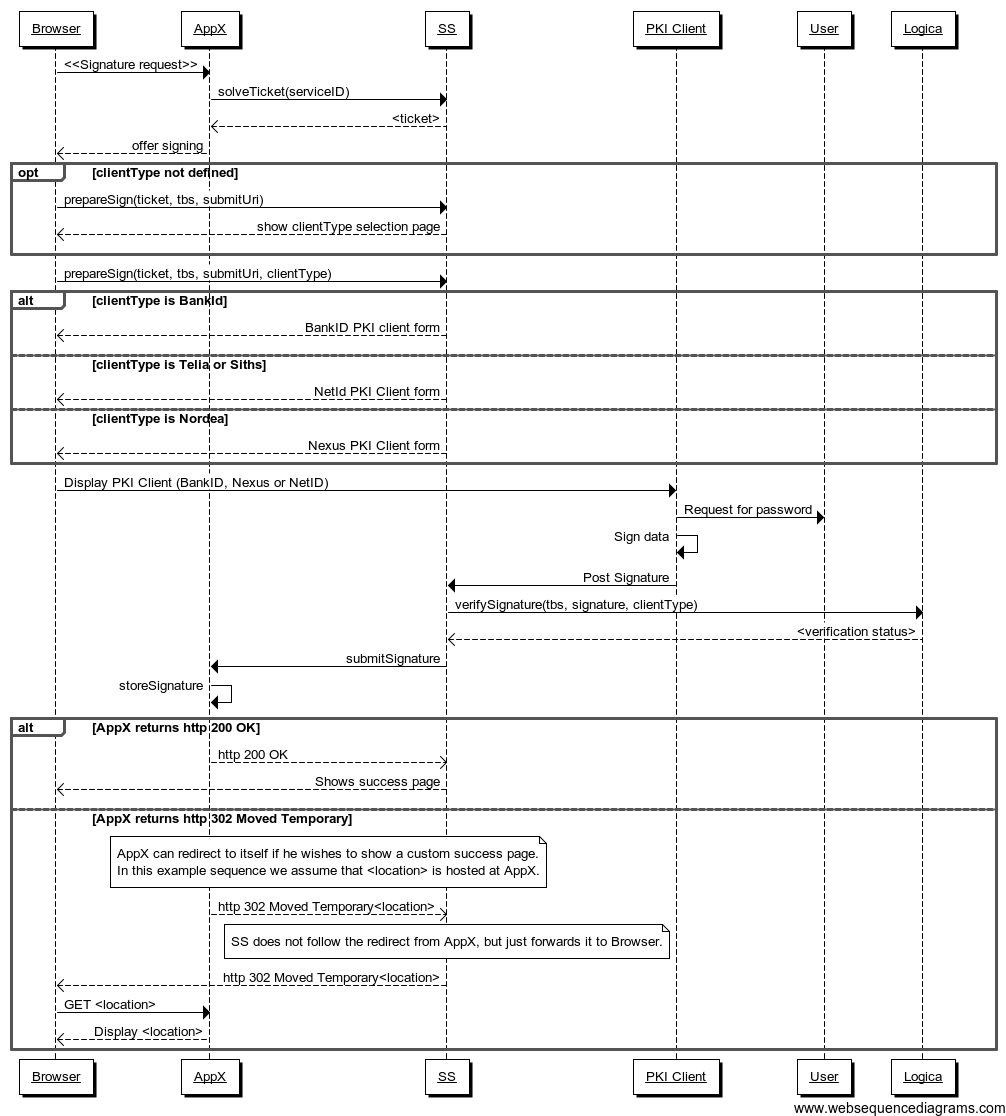 Browser AppX SS PKI Client User Logica
<<Signature request>>
solveTicket(serviceID)
<ticket>
offer signing
opt [clientType not defined]
prepareSign(ticket, tbs, submitUri)
show clientType selection page
prepareSign(ticket, tbs, submitUri, clientType)
alt [clientType is BankId]
BankID PKI client form
[clientType is Telia or Siths]
NetId PKI Client form
[clientType is Nordea]
Nexus PKI Client form
Display PKI Client (BankID, Nexus or NetID)
Request for password
Sign data
Post Signature
verifySignature(tbs, signature, clientType)
<verification status>
submitSignature
storeSignature
alt [AppX returns http 200 OK]
http 200 OK
Shows success page
[AppX returns http 302 Moved Temporary]
AppX can redirect to itself if he wishes to show a custom success page.
In this example sequence we assume that <location> is hosted at AppX.
http 302 Moved Temporary<location>
SS does not follow the redirect from AppX, but just forwards it to Browser.
http 302 Moved Temporary<location>
GET <location>
Display <location>
Browser AppX SS PKI Client User Logica
www.websequencediagrams.com